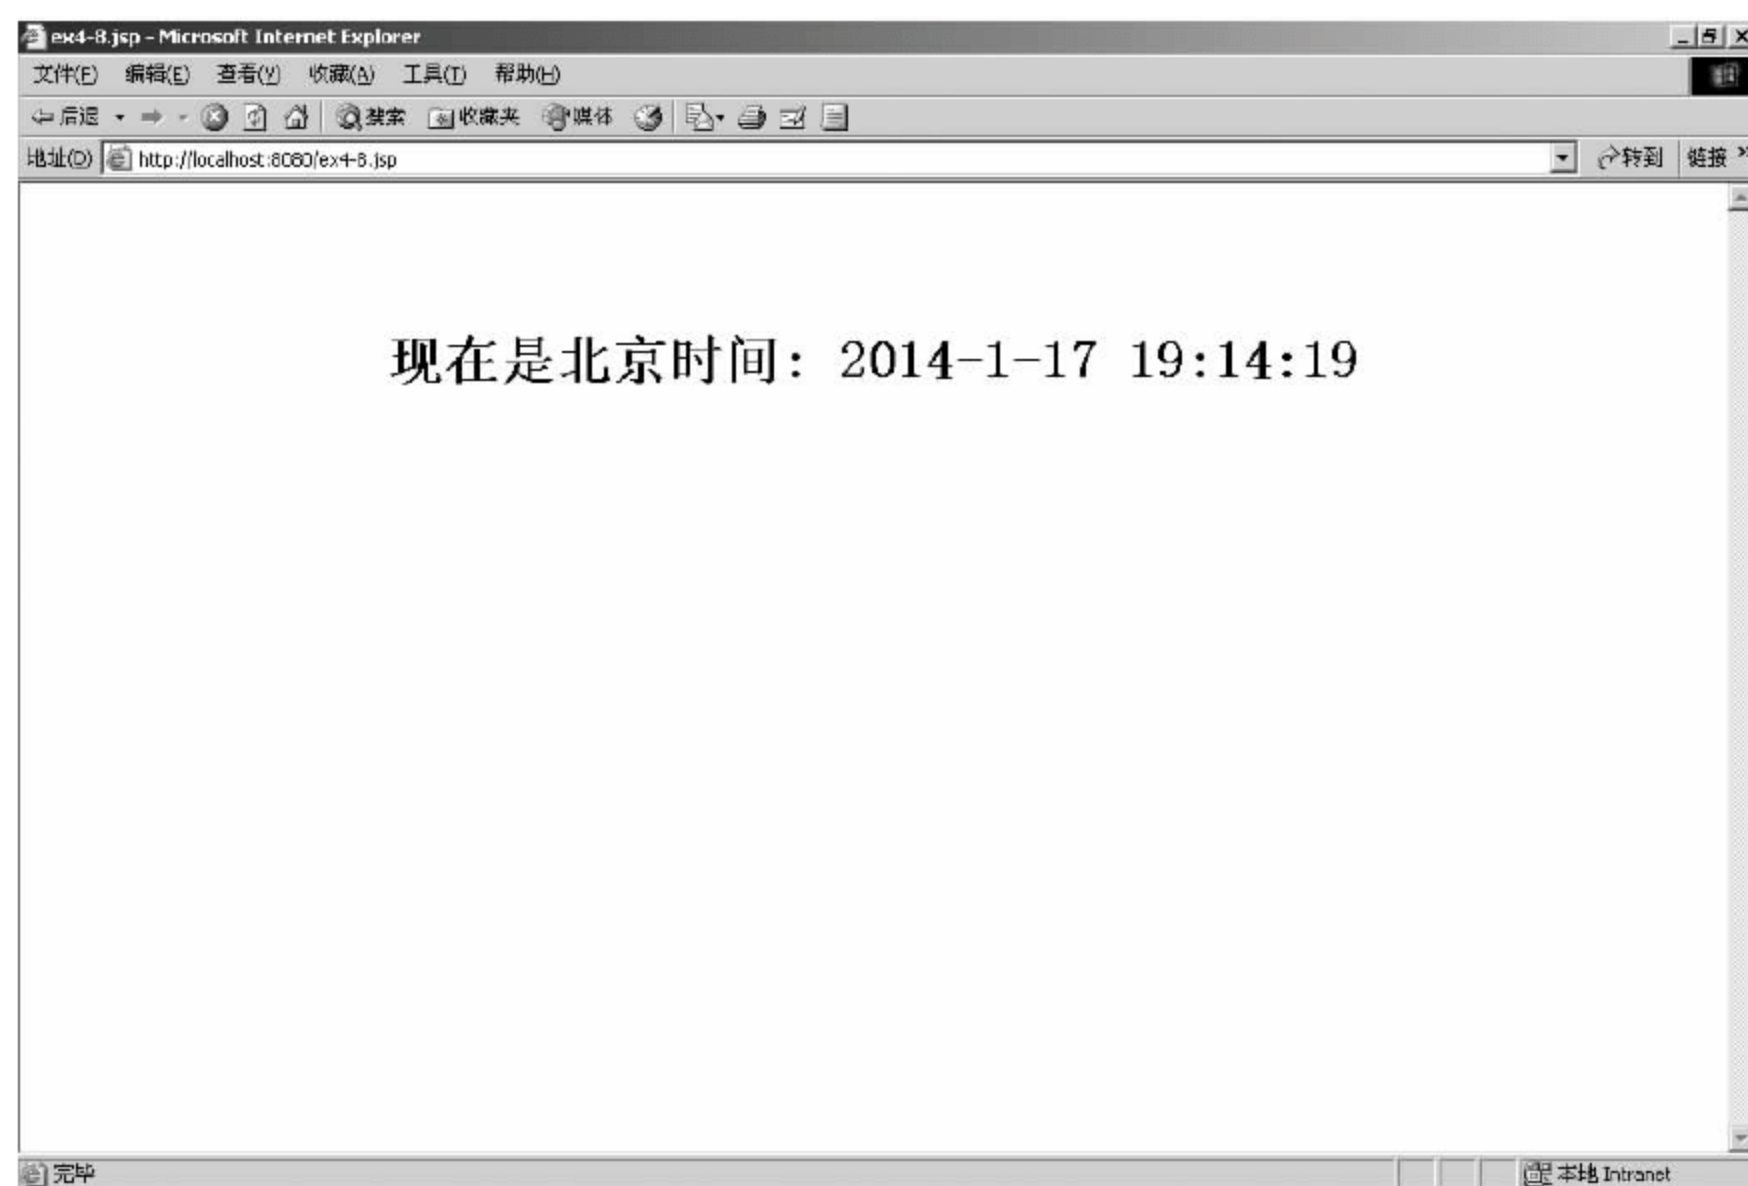 ex4-8.jsp - Microsoft Internet Explorer
文件(F) 编辑(E) 查看(V) 收藏(A) 工具(T) 帮助(H)
后退 搜索 收藏夹 媒体
地址(D) http://localhost:8080/ex4-8.jsp 转到 链接 »
现在是北京时间: 2014-1-17 19:14:19
完毕 本地 Intranet